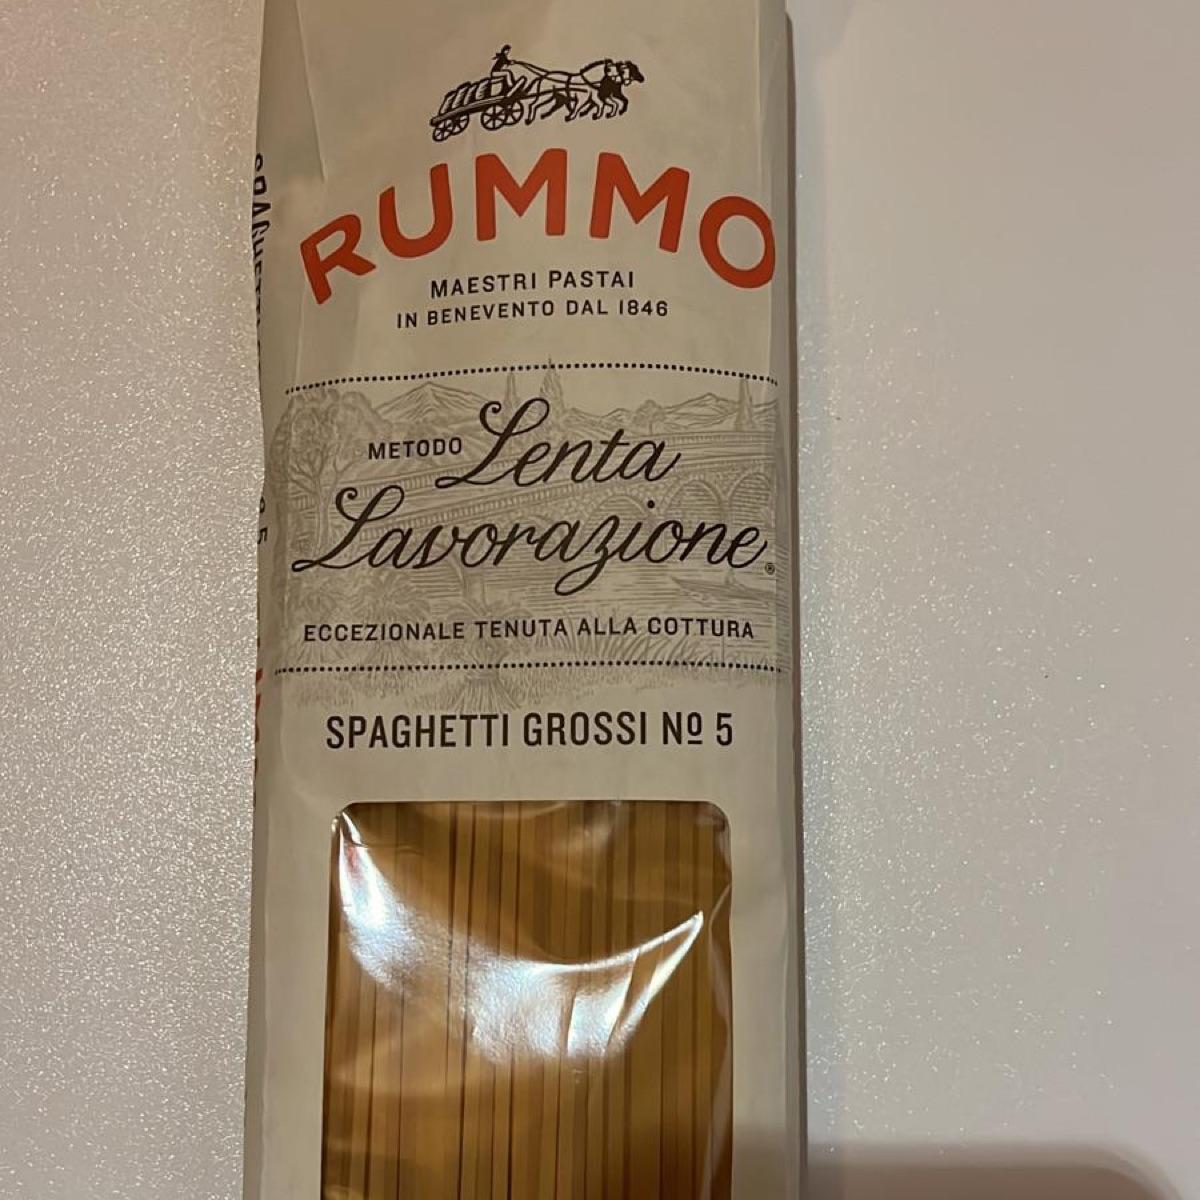 RUMMO
MAESTRI PASTAI
IN BENEVENTO DAL 1846
METODO Lenta
Lavorazione®
ECCEZIONALE TENUTA ALLA COTTURA
SPAGHETTI GROSSI Nº 5